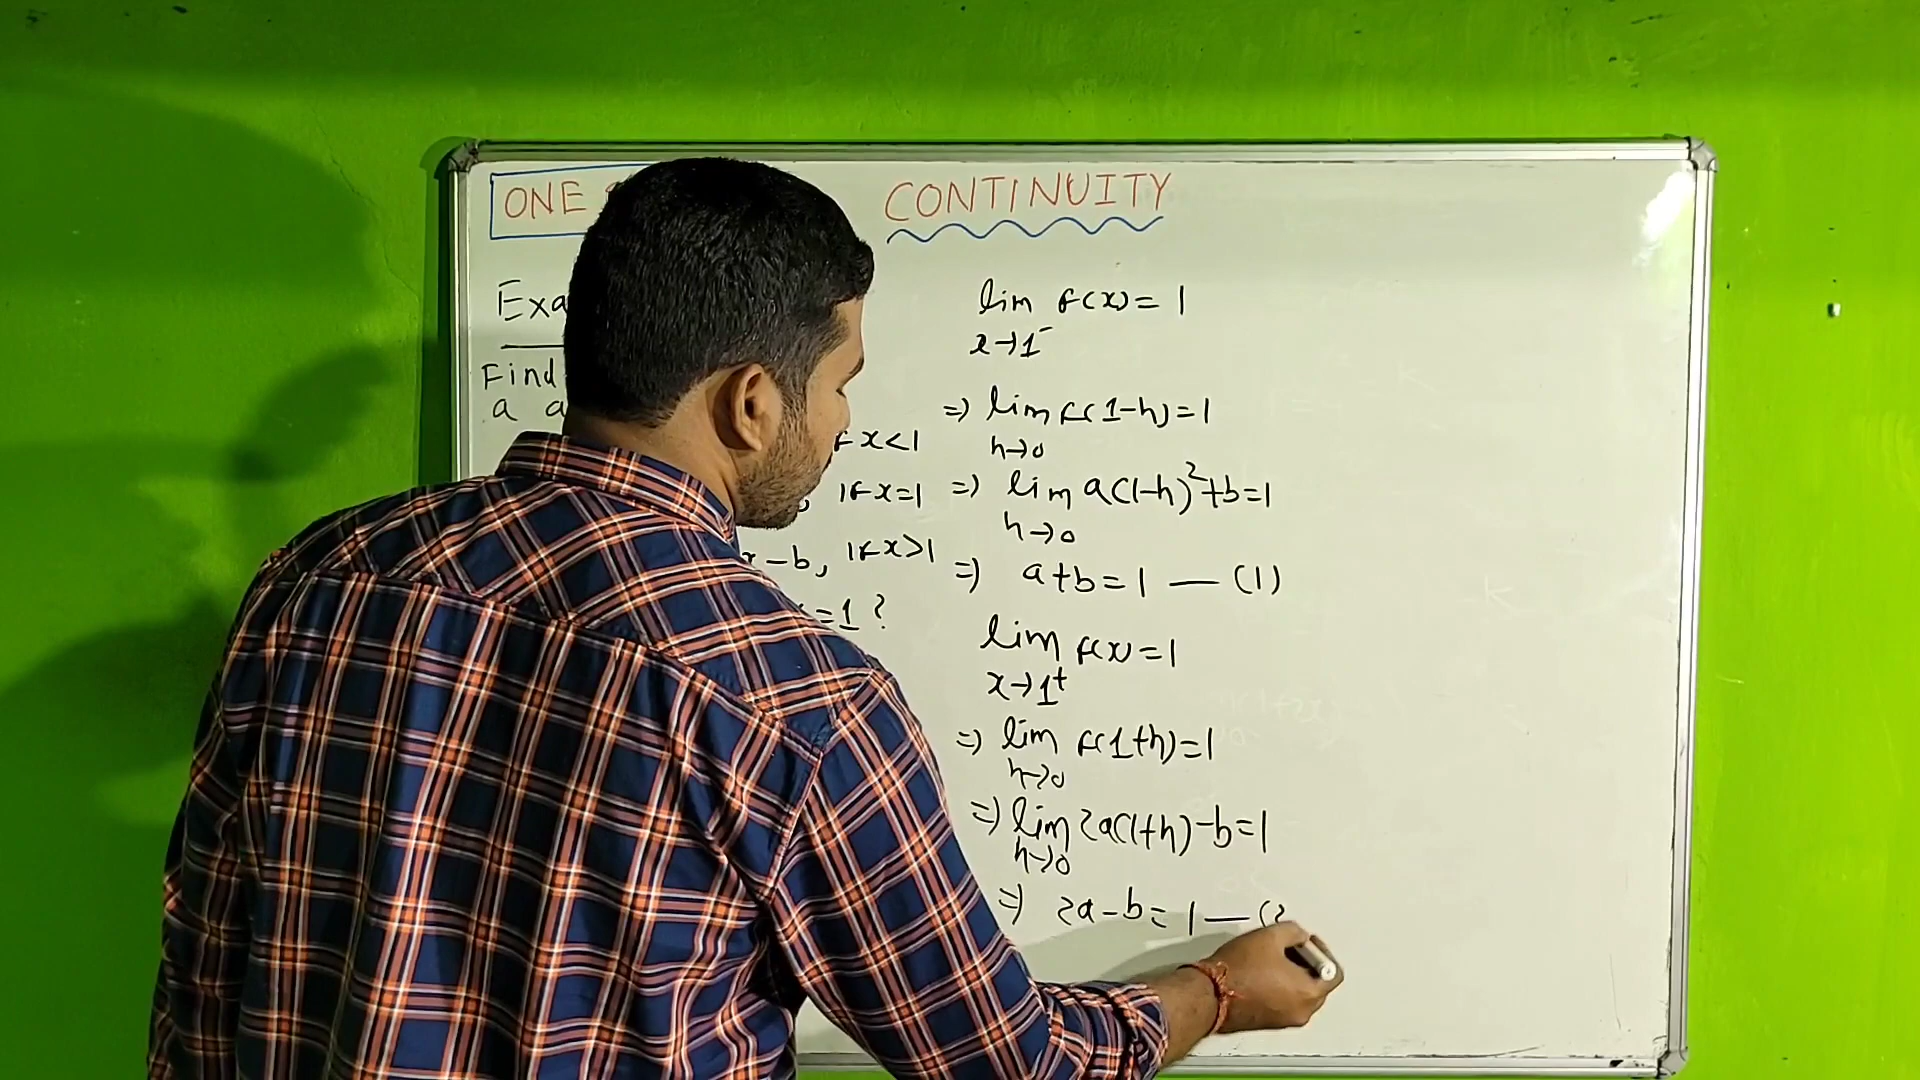 ONE CONTINUITY
Exa
Find
a a
x<1
, if x=1
x-b, if x>1
x=1?
lim f(x)=1
x→1⁻
=> lim f(1-h)=1
h→0
=> lim a(1-h)²+b=1
h→0
=> a+b=1 — (1)
lim f(x)=1
x→1⁺
=> lim f(1+h)=1
h→0
=> lim 2a(1+h)-b=1
h→0
=> 2a-b=1 — (2